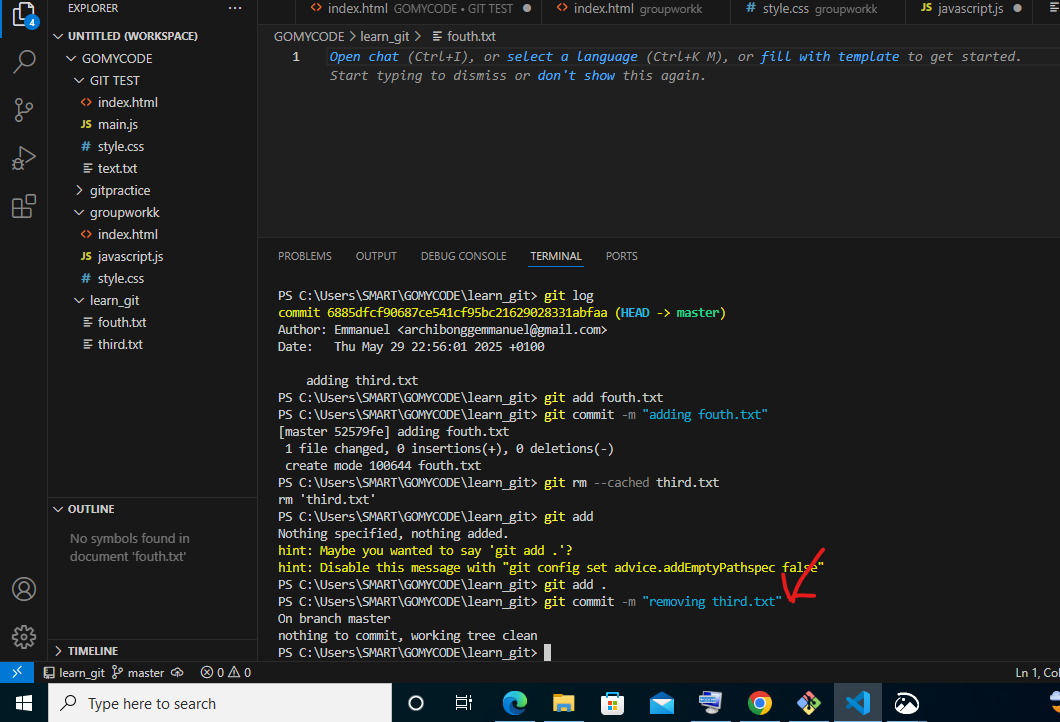 4
EXPLORER
···
UNTITLED (WORKSPACE)
GOMYCODE
GIT TEST
<> index.html
JS main.js
# style.css
text.txt
gitpractice
groupworkk
<> index.html
JS javascript.js
# style.css
learn_git
fouth.txt
third.txt
OUTLINE
No symbols found in
document 'fouth.txt'
TIMELINE
<> index.html GOMYCODE • GIT TEST
<> index.html groupworkk
# style.css groupworkk
JS javascript.js
GOMYCODE > learn_git > fouth.txt
1 Open chat (Ctrl+I), or select a language (Ctrl+K M), or fill with template to get started.
Start typing to dismiss or don't show this again.
PROBLEMS OUTPUT DEBUG CONSOLE TERMINAL PORTS
PS C:\Users\SMART\GOMYCODE\learn_git> git log
commit 6885dfcf90687ce541cf95bc21629028331abfaa (HEAD -> master)
Author: Emmanuel <archibonggemmanuel@gmail.com>
Date:   Thu May 29 22:56:01 2025 +0100
adding third.txt
PS C:\Users\SMART\GOMYCODE\learn_git> git add fouth.txt
PS C:\Users\SMART\GOMYCODE\learn_git> git commit -m "adding fouth.txt"
[master 52579fe] adding fouth.txt
1 file changed, 0 insertions(+), 0 deletions(-)
create mode 100644 fouth.txt
PS C:\Users\SMART\GOMYCODE\learn_git> git rm --cached third.txt
rm 'third.txt'
PS C:\Users\SMART\GOMYCODE\learn_git> git add
Nothing specified, nothing added.
hint: Maybe you wanted to say 'git add .'?
hint: Disable this message with "git config set advice.addEmptyPathspec false"
PS C:\Users\SMART\GOMYCODE\learn_git> git add .
PS C:\Users\SMART\GOMYCODE\learn_git> git commit -m "removing third.txt"
On branch master
nothing to commit, working tree clean
PS C:\Users\SMART\GOMYCODE\learn_git>
learn_git master 0 0
Ln 1, Col
Type here to search